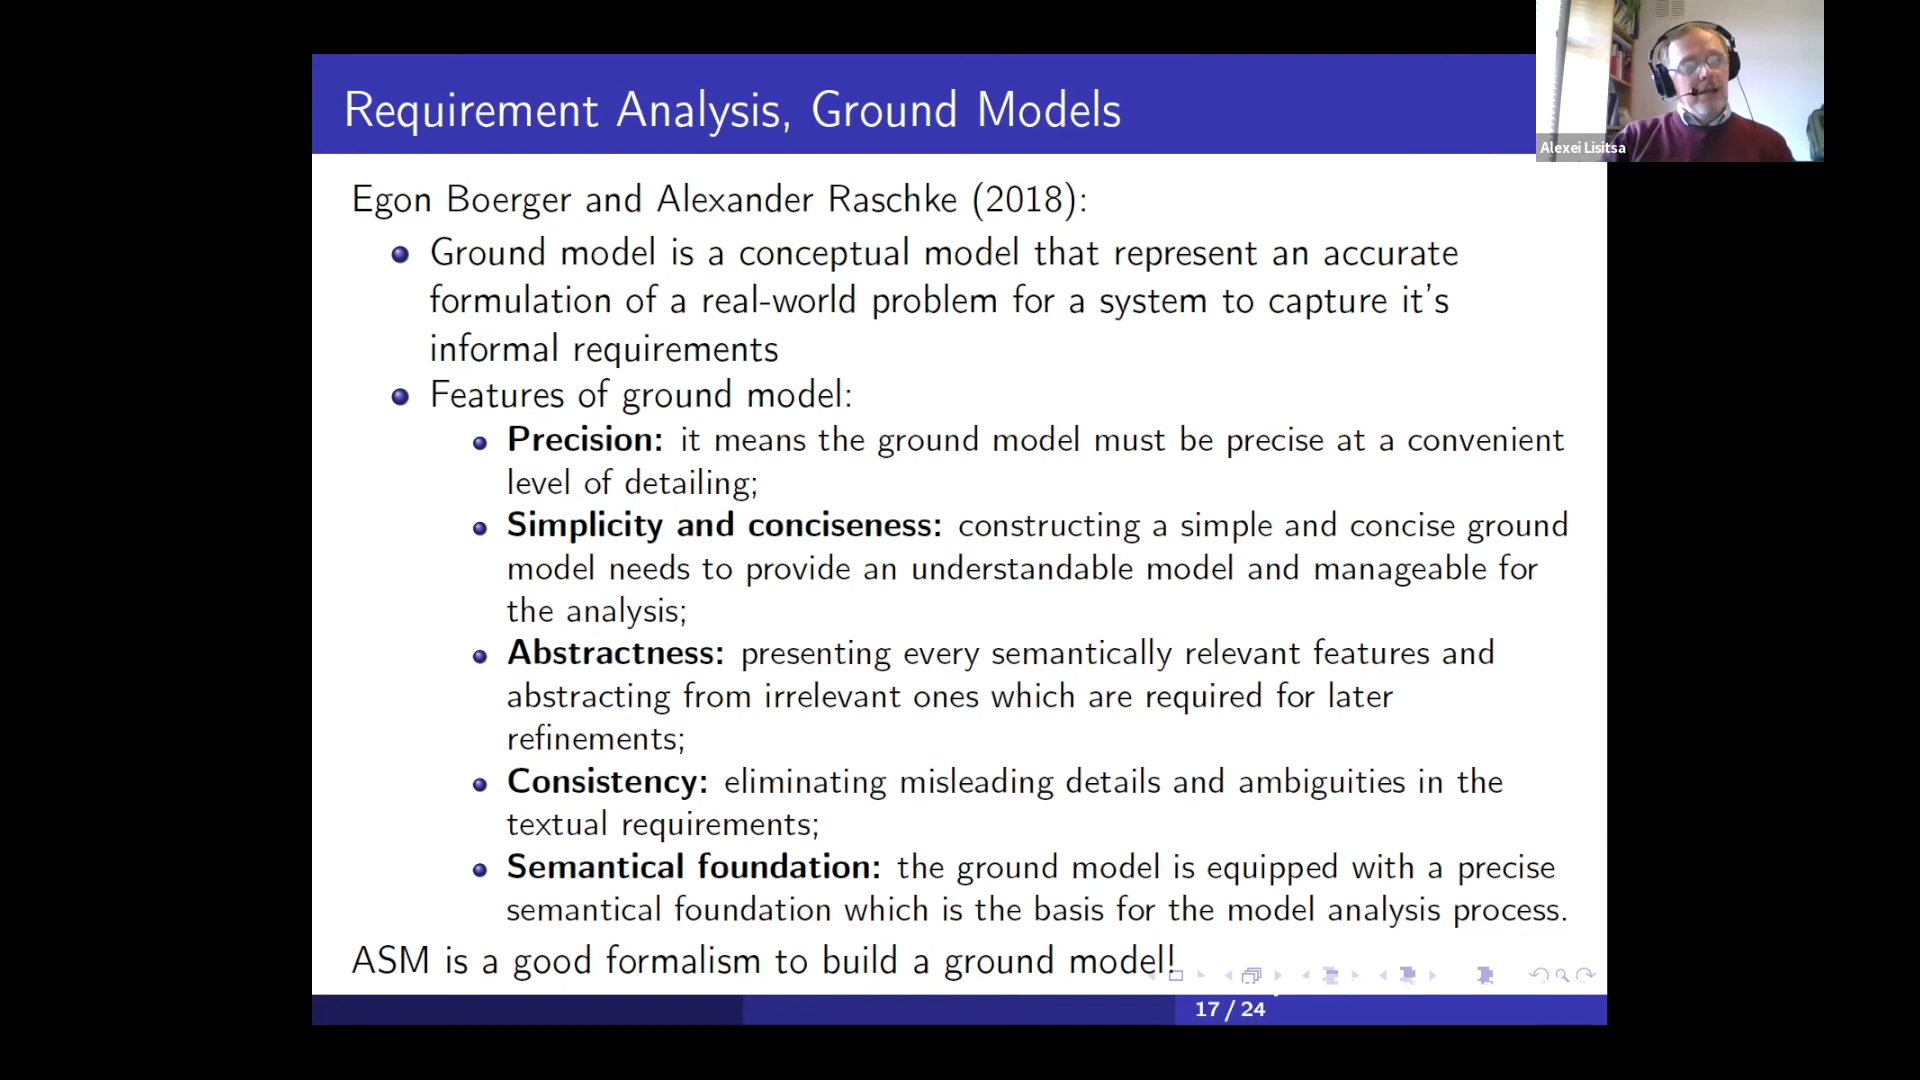 Requirement Analysis, Ground Models
Alexei Lisitsa
Egon Boerger and Alexander Raschke (2018):
Ground model is a conceptual model that represent an accurate
formulation of a real-world problem for a system to capture it's
informal requirements
Features of ground model:
Precision: it means the ground model must be precise at a convenient
level of detailing;
Simplicity and conciseness: constructing a simple and concise ground
model needs to provide an understandable model and manageable for
the analysis;
Abstractness: presenting every semantically relevant features and
abstracting from irrelevant ones which are required for later
refinements;
Consistency: eliminating misleading details and ambiguities in the
textual requirements;
Semantical foundation: the ground model is equipped with a precise
semantical foundation which is the basis for the model analysis process.
ASM is a good formalism to build a ground model!
17 / 24